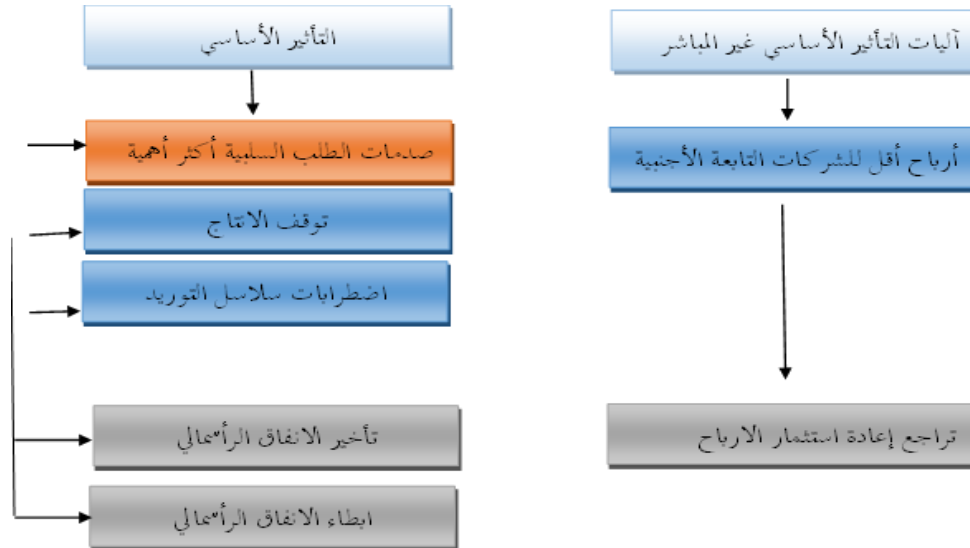 آليات التأثير الأساسي غير المباشر
أرباح أقل للشركات التابعة الأجنبية
تراجع إعادة استثمار الارباح
التأثير الأساسي
صدمات الطلب السلبية أكثر أهمية
توقف الانتاج
اضطرابات سلاسل التوريد
تأخير الانفاق الرأسمالي
ابطاء الانفاق الرأسمالي